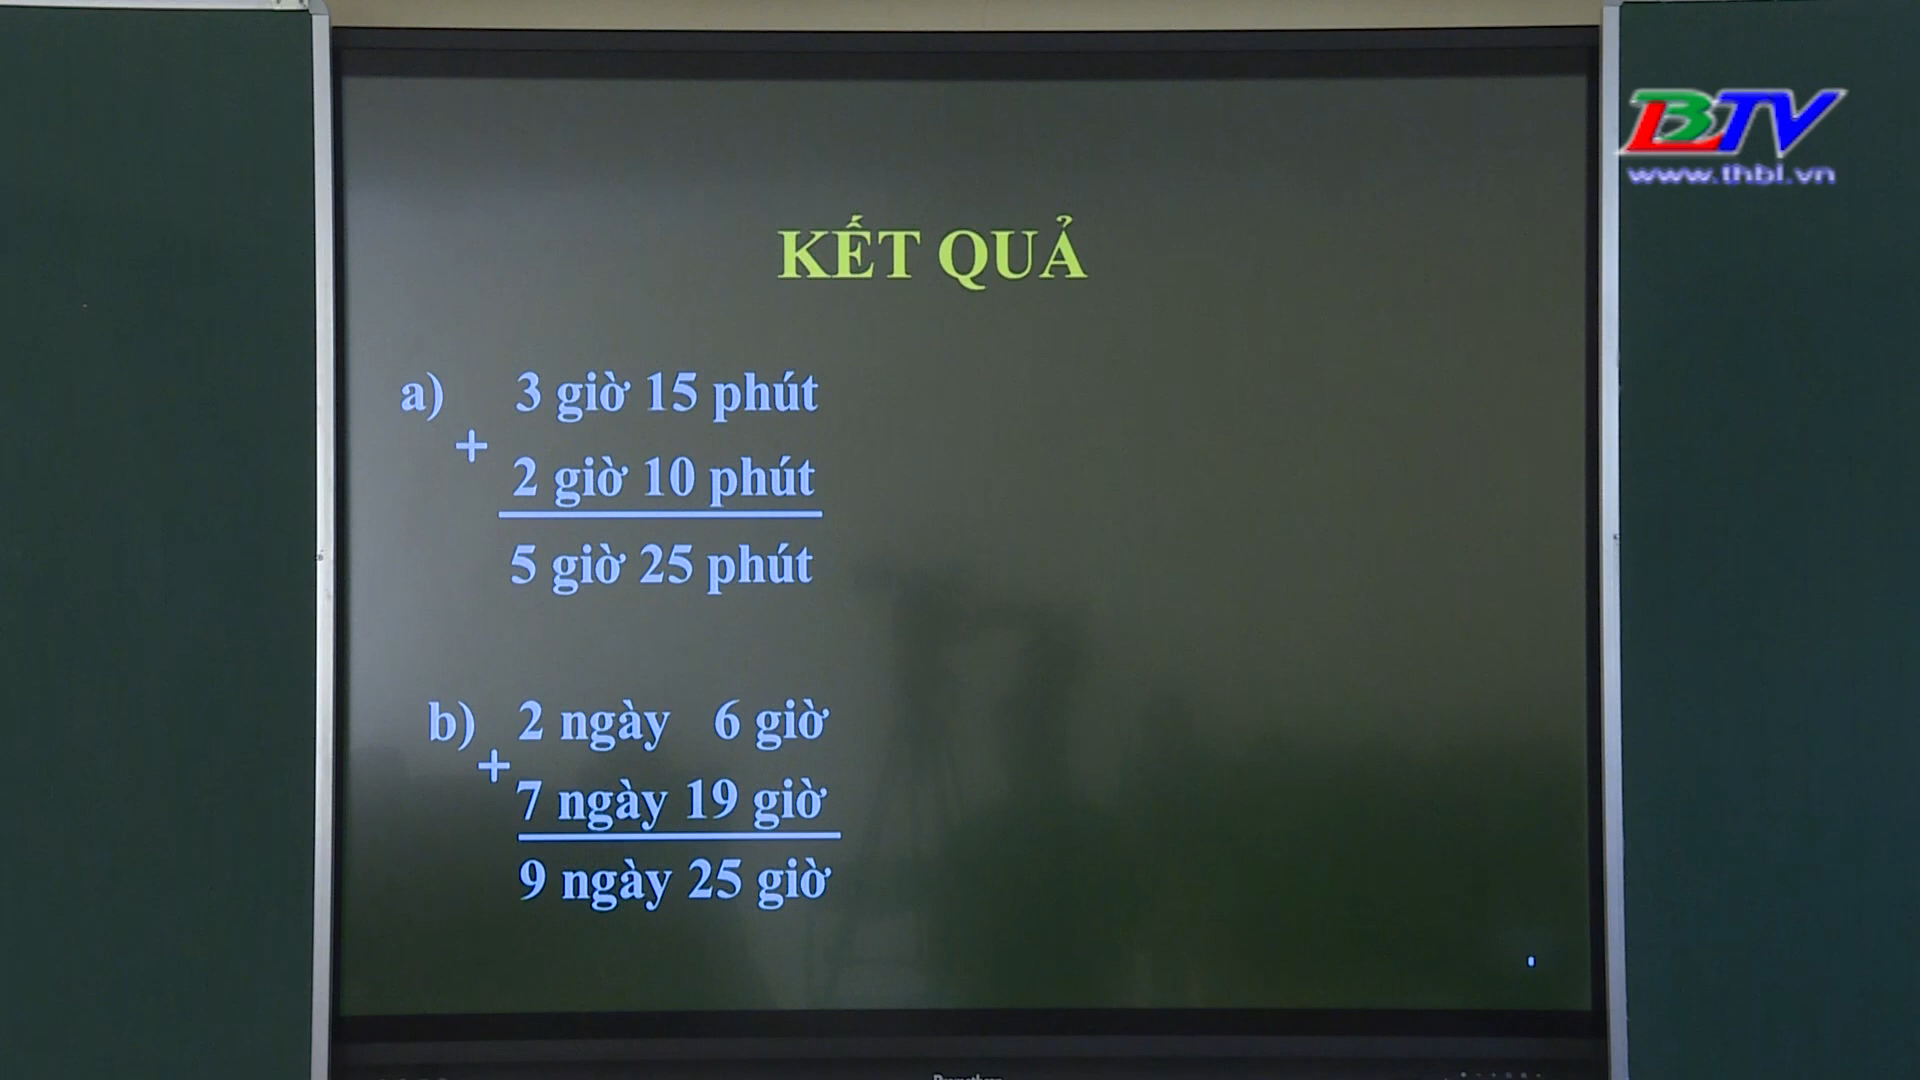 BTV
www.thbl.vn
KẾT QUẢ
a) 3 giờ 15 phút
+
2 giờ 10 phút
5 giờ 25 phút
b) 2 ngày 6 giờ
+
7 ngày 19 giờ
9 ngày 25 giờ